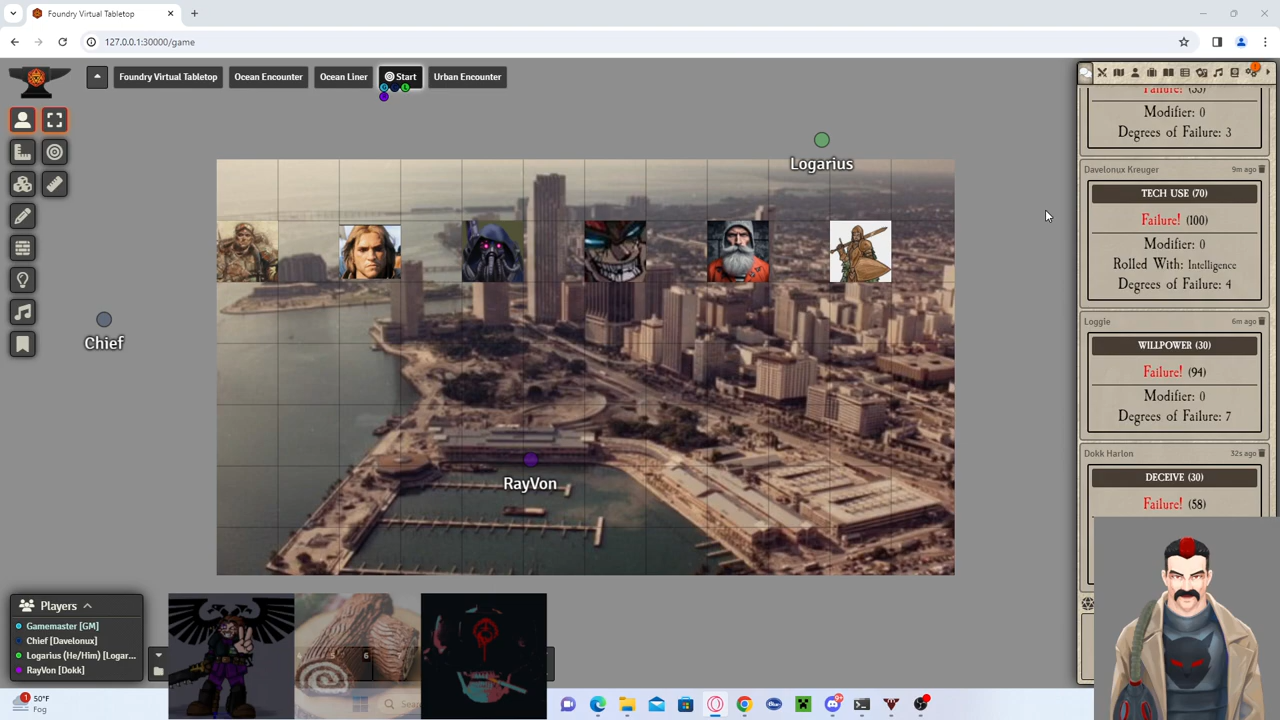 Foundry Virtual Tabletop
127.0.0.1:30000/game
Foundry Virtual Tabletop
Ocean Encounter
Ocean Liner
Start
Urban Encounter
Logarius
Chief
RayVon
Modifier: 0
Degrees of Failure: 3
Davelonux Kreuger 9m ago
TECH USE (70)
Failure! (100)
Modifier: 0
Rolled With: Intelligence
Degrees of Failure: 4
Loggie 6m ago
WILLPOWER (30)
Failure! (94)
Modifier: 0
Degrees of Failure: 7
Dokk Harlon 32s ago
DECEIVE (30)
Failure! (58)
Players
Gamemaster [GM]
Chief [Davelonux]
Logarius (He/Him) [Logar...
RayVon [Dokk]
6
1
50°F
Fog